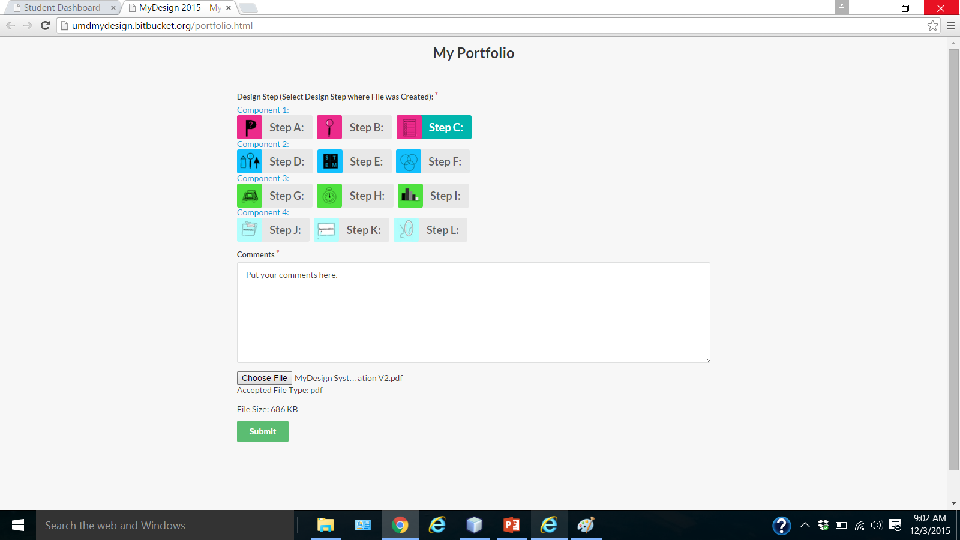 Student Dashboard
MyDesign 2015 - My
umdmydesign.bitbucket.org/portfolio.html
My Portfolio
Design Step (Select Design Step where File was Created): *
Component 1:
Step A: Step B: Step C:
Component 2:
Step D: Step E: Step F:
Component 3:
Step G: Step H: Step I:
Component 4:
Step J: Step K: Step L:
Comments *
Put your comments here.
Choose File MyDesign Syst... ation V2.pdf
Accepted File Type: pdf
File Size: 686 KB
Submit
Search the web and Windows
9:02 AM
12/3/2015